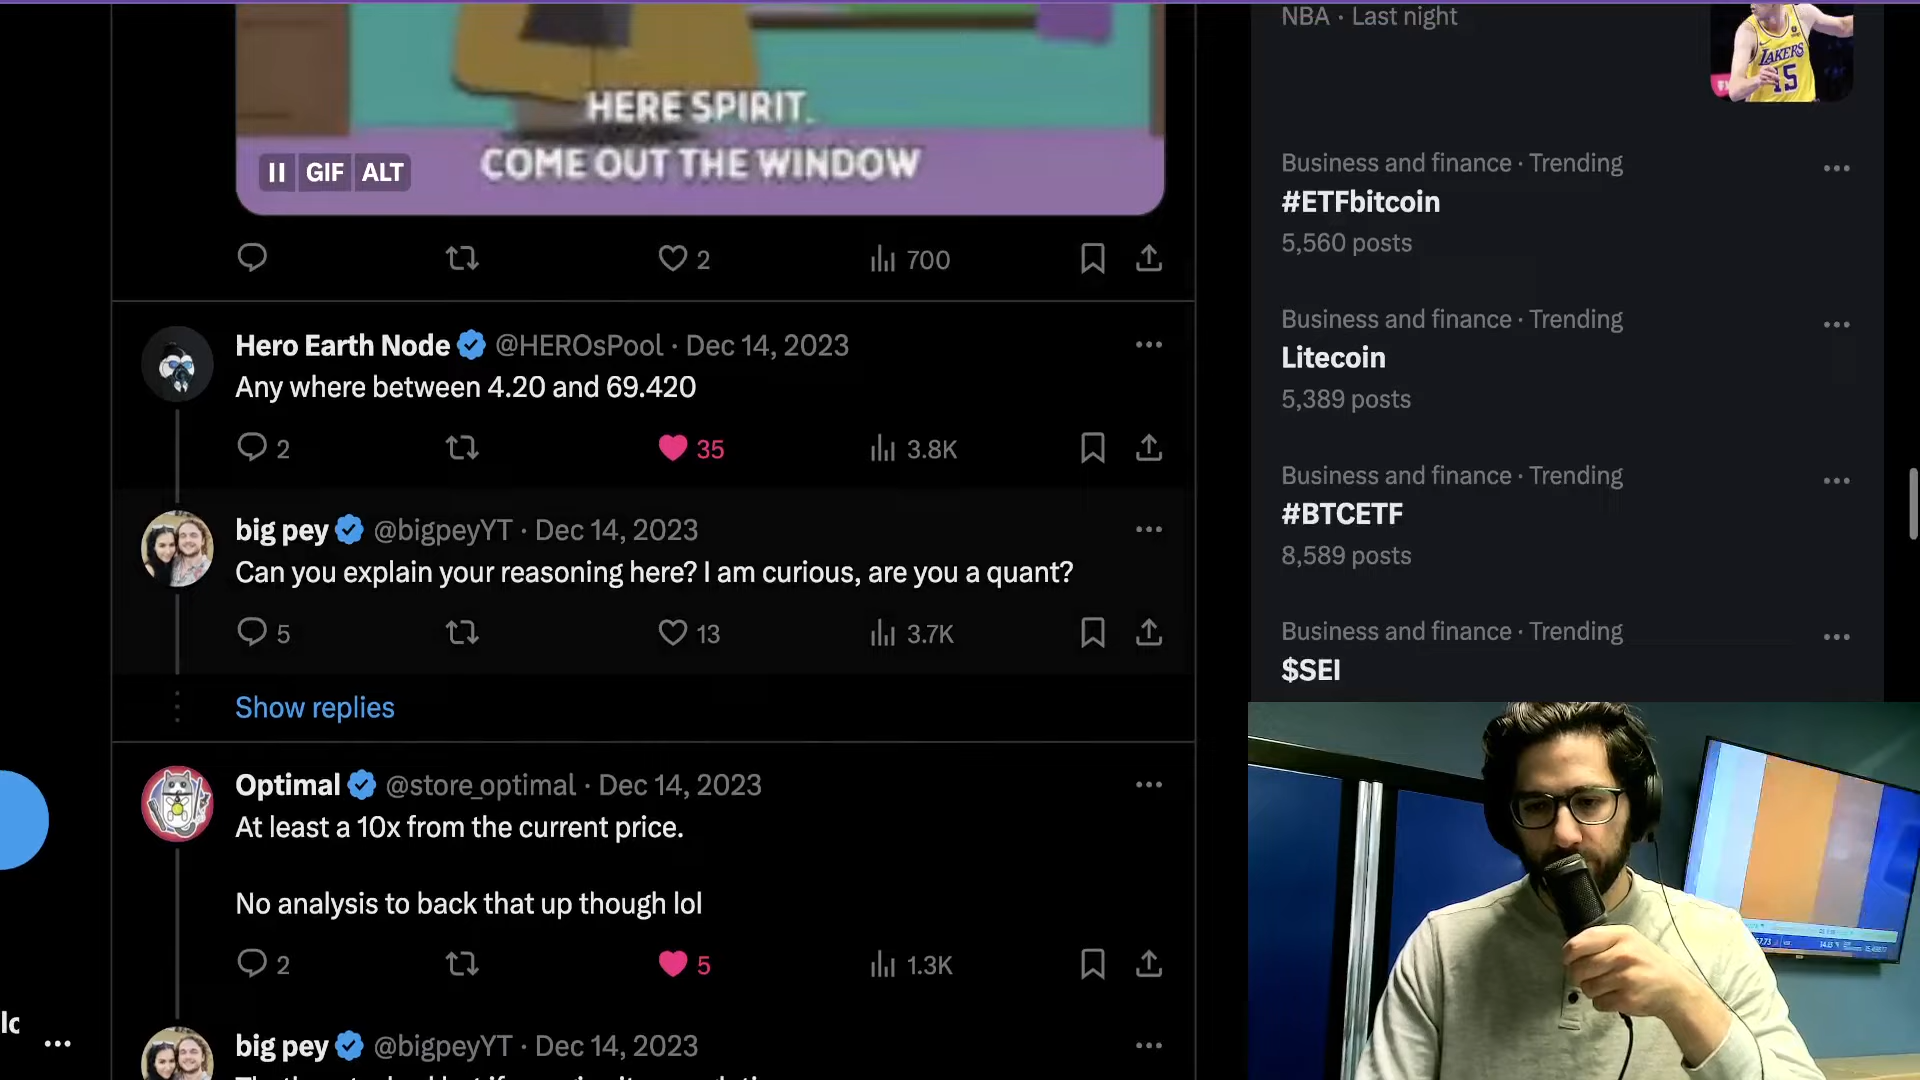 HERE SPIRIT.
COME OUT THE WINDOW
GIF ALT
2
700
Hero Earth Node @HEROsPool · Dec 14, 2023
Any where between 4.20 and 69.420
2
35
3.8K
big pey @bigpeyYT · Dec 14, 2023
Can you explain your reasoning here? I am curious, are you a quant?
5
13
3.7K
Show replies
Optimal @store_optimal · Dec 14, 2023
At least a 10x from the current price.
No analysis to back that up though lol
2
5
1.3K
big pey @bigpeyYT · Dec 14, 2023
NBA · Last night
LAKERS
15
Business and finance · Trending
#ETFbitcoin
5,560 posts
Business and finance · Trending
Litecoin
5,389 posts
Business and finance · Trending
#BTCETF
8,589 posts
Business and finance · Trending
$SEI